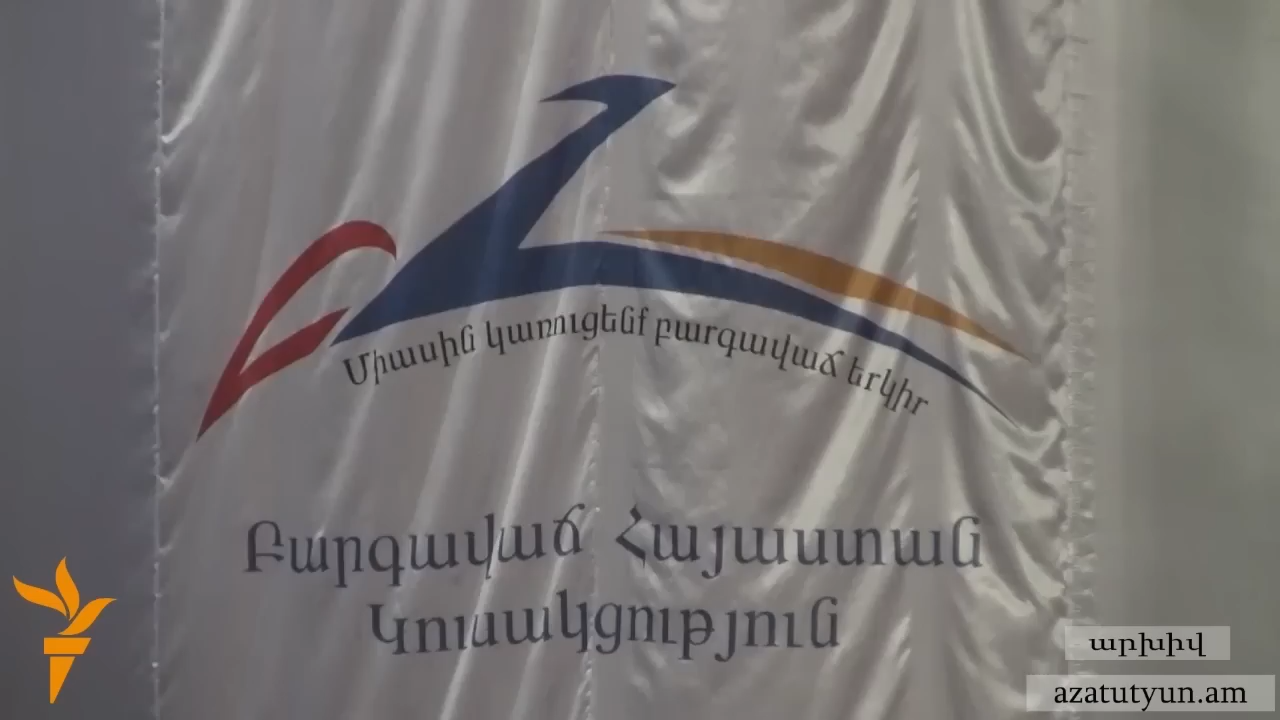 Միասին կառուցենք բարգավաճ երկիր
Բարգավաճ Հայաստան
Կուսակցություն
արխիվ
azatutyun.am